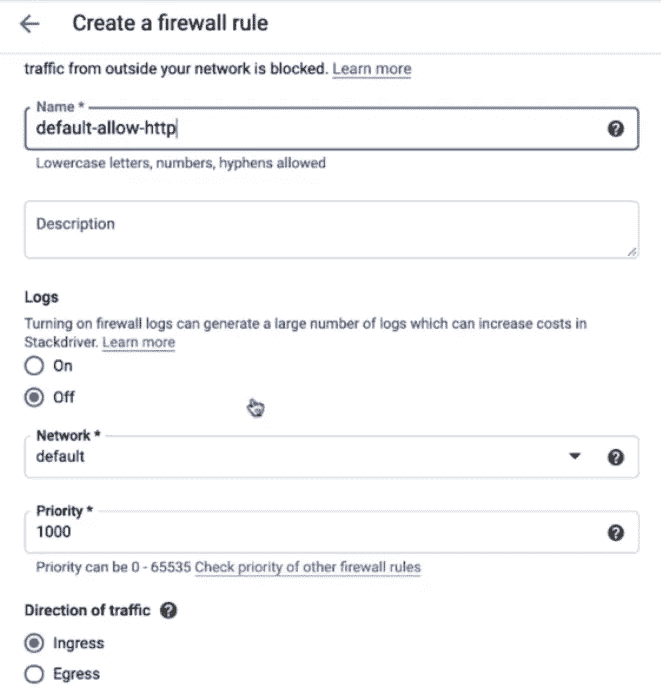 Create a firewall rule
traffic from outside your network is blocked. Learn more
Name *
default-allow-http
Lowercase letters, numbers, hyphens allowed
Description
Logs
Turning on firewall logs can generate a large number of logs which can increase costs in
Stackdriver. Learn more
On
Off
Network *
default
Priority *
1000
Priority can be 0 - 65535 Check priority of other firewall rules
Direction of traffic
Ingress
Egress